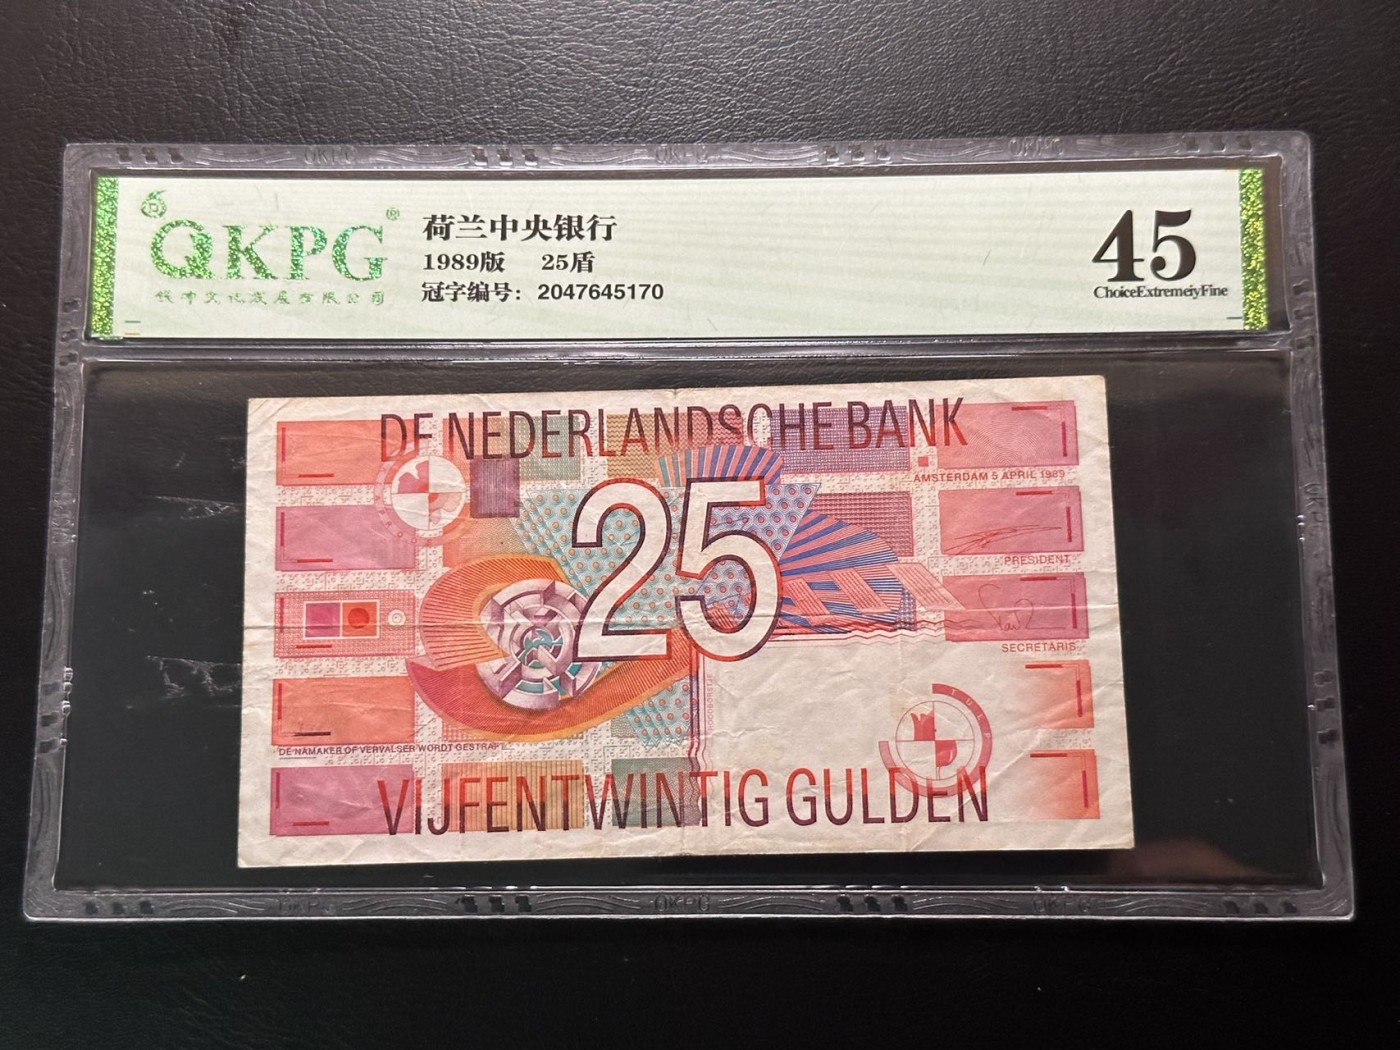 QKPG®
钱币文化发展有限公司
荷兰中央银行
1989版 25盾
冠字编号: 2047645170
45
ChoiceExtremeiyFine
DE NEDERLANDSCHE BANK
AMSTERDAM 5 APRIL 1989
25
PRESIDENT
SECRETARIS
TULP
DE NAMAKER OF VERVALSER WORDT GESTRAFT
VIJFENTWINTIG GULDEN